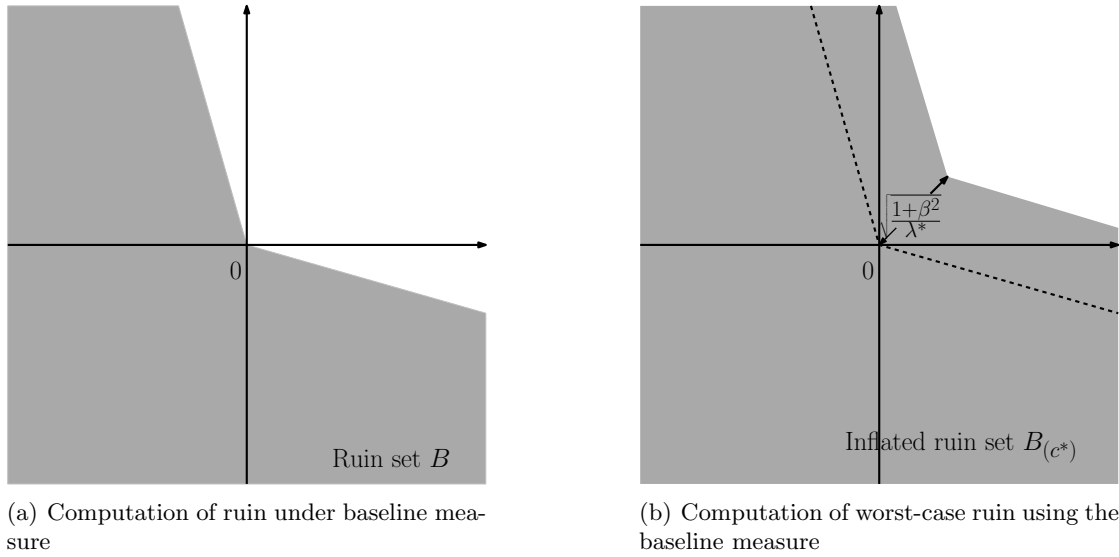 0
Ruin set B
(a) Computation of ruin under baseline mea-
sure
√(1+β²)/λ*
0
Inflated ruin set B(c*)
(b) Computation of worst-case ruin using the
baseline measure